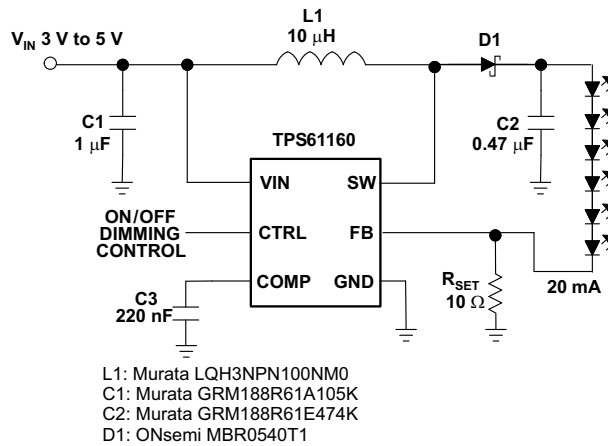 L1
10 μH
V_IN 3 V to 5 V
D1
C1
1 μF
C2
0.47 μF
TPS61160
VIN
SW
ON/OFF
DIMMING
CONTROL
CTRL
FB
COMP
GND
C3
220 nF
R_SET
10 Ω
20 mA
L1: Murata LQH3NPN100NM0
C1: Murata GRM188R61A105K
C2: Murata GRM188R61E474K
D1: ONsemi MBR0540T1